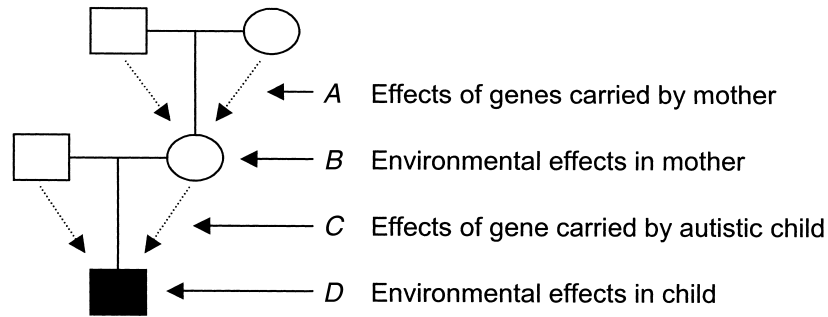 A Effects of genes carried by mother
B Environmental effects in mother
C Effects of gene carried by autistic child
D Environmental effects in child